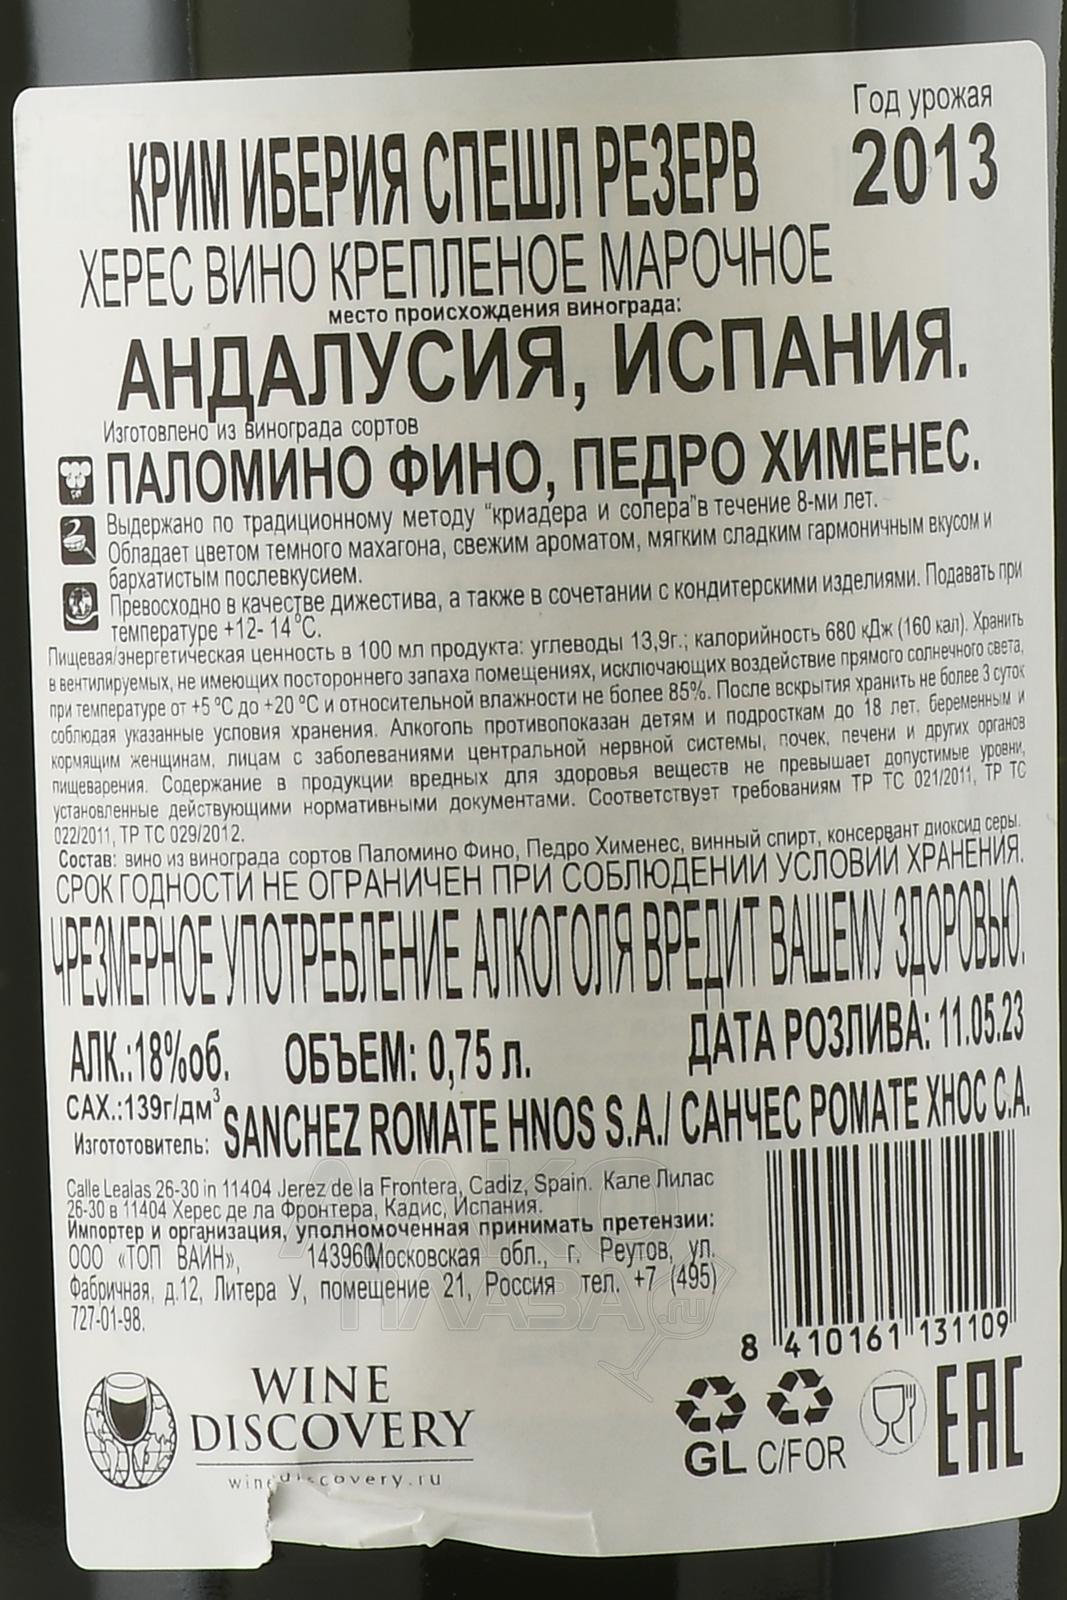 Год урожая
2013
КРИМ ИБЕРИЯ СПЕШЛ РЕЗЕРВ
ХЕРЕС ВИНО КРЕПЛЕНОЕ МАРОЧНОЕ
место происхождения винограда:
АНДАЛУСИЯ, ИСПАНИЯ.
Изготовлено из винограда сортов
ПАЛОМИНО ФИНО, ПЕДРО ХИМЕНЕС.
Выдержано по традиционному методу "криадера и солера"в течение 8-ми лет.
Обладает цветом темного махагона, свежим ароматом, мягким сладким гармоничным вкусом и
бархатистым послевкусием.
Превосходно в качестве дижестива, а также в сочетании с кондитерскими изделиями. Подавать при
температуре +12- 14°C.
Пищевая/энергетическая ценность в 100 мл продукта: углеводы 13,9г.; калорийность 680 кДж (160 кал). Хранить
в вентилируемых, не имеющих постороннего запаха помещениях, исключающих воздействие прямого солнечного света,
при температуре от +5 °C до +20 °C и относительной влажности не более 85%. После вскрытия хранить не более 3 суток
соблюдая указанные условия хранения. Алкоголь противопоказан детям и подросткам до 18 лет, беременным и
кормящим женщинам, лицам с заболеваниями центральной нервной системы, почек, печени и других органов
пищеварения. Содержание в продукции вредных для здоровья веществ не превышает допустимые уровни,
установленные действующими нормативными документами. Соответствует требованиям ТР ТС 021/2011, ТР ТС
022/2011, ТР ТС 029/2012.
Состав: вино из винограда сортов Паломино Фино, Педро Хименес, винный спирт, консервант диоксид серы.
СРОК ГОДНОСТИ НЕ ОГРАНИЧЕН ПРИ СОБЛЮДЕНИИ УСЛОВИЙ ХРАНЕНИЯ.
ЧРЕЗМЕРНОЕ УПОТРЕБЛЕНИЕ АЛКОГОЛЯ ВРЕДИТ ВАШЕМУ ЗДОРОВЬЮ.
АЛК.:18%об. ОБЪЕМ: 0,75 л. ДАТА РОЗЛИВА: 11.05.23
САХ.:139г/дм³
Изгототовитель: SANCHEZ ROMATE HNOS S.A./ САНЧЕС РОМАТЕ ХНОС С.А.
Calle Lealas 26-30 in 11404 Jerez de la Frontera, Cadiz, Spain. Кале Лилас
26-30 в 11404 Херес де ла Фронтера, Кадис, Испания.
Импортер и организация, уполномоченная принимать претензии:
ООО «ТОП ВАЙН», 143960, Московская обл., г. Реутов, ул.
Фабричная, д.12, Литера У, помещение 21, Россия тел. +7 (495)
727-01-98.
8 410161 131109
WINE
DISCOVERY
winediscovery.ru
GL C/FOR
EAC
АЛКО
ПЛАЗА.ru